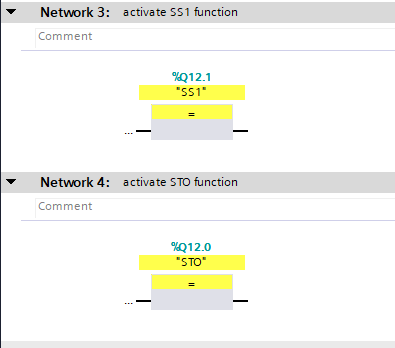 Network 3: activate SS1 function
Comment
%Q12.1
"SS1"
=
...
Network 4: activate STO function
Comment
%Q12.0
"STO"
=
...